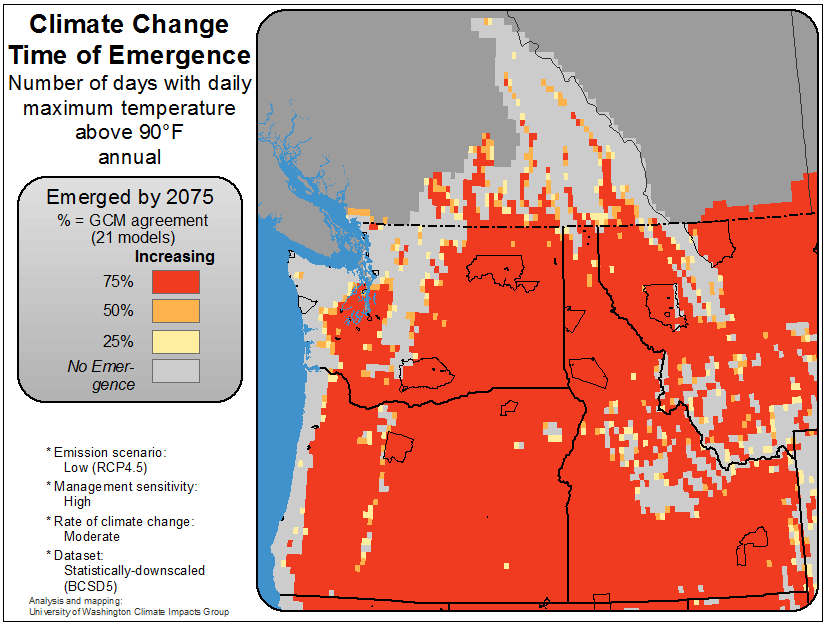 Climate Change
Time of Emergence
Number of days with daily
maximum temperature
above 90°F
annual
Emerged by 2075
% = GCM agreement
(21 models)
Increasing
75%
50%
25%
No Emer-
gence
* Emission scenario:
Low (RCP4.5)
* Management sensitivity:
High
* Rate of climate change:
Moderate
* Dataset:
Statistically-downscaled
(BCSD5)
Analysis and mapping:
University of Washington Climate Impacts Group